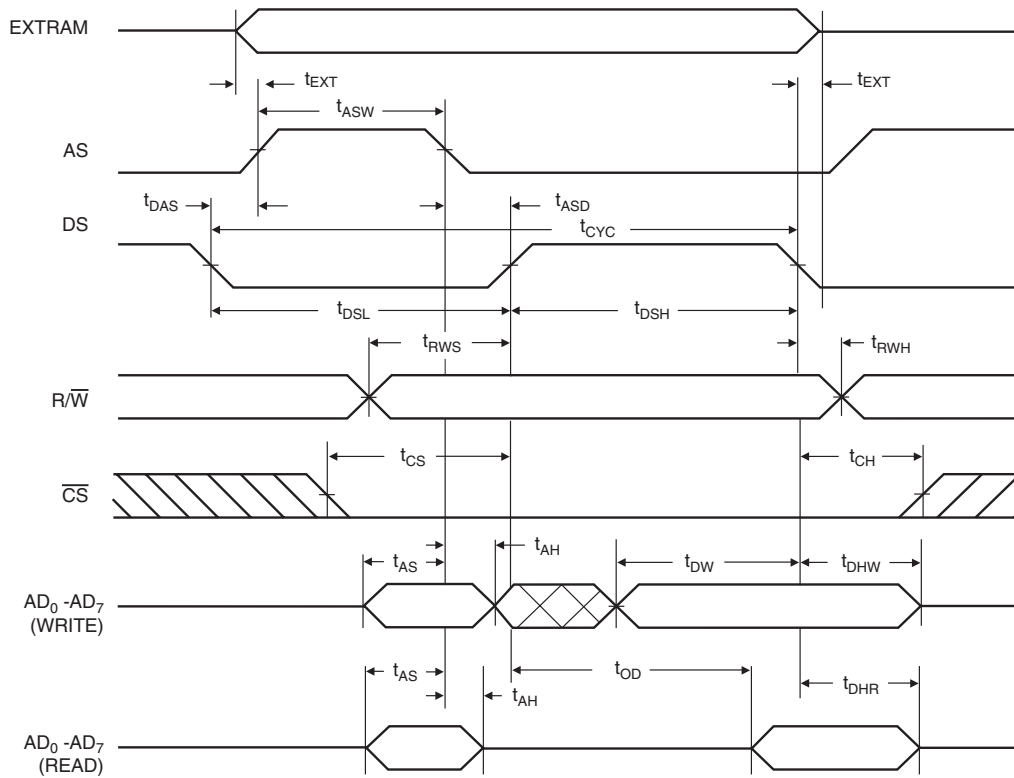 EXTRAM
tEXT
tEXT
tASW
AS
tDAS
tASD
DS
tCYC
tDSL
tDSH
tRWS
tRWH
R/W̅
tCS
tCH
C̅S̅
tAS
tAH
tDW
tDHW
AD0 -AD7
(WRITE)
tAS
tAH
tOD
tDHR
AD0 -AD7
(READ)